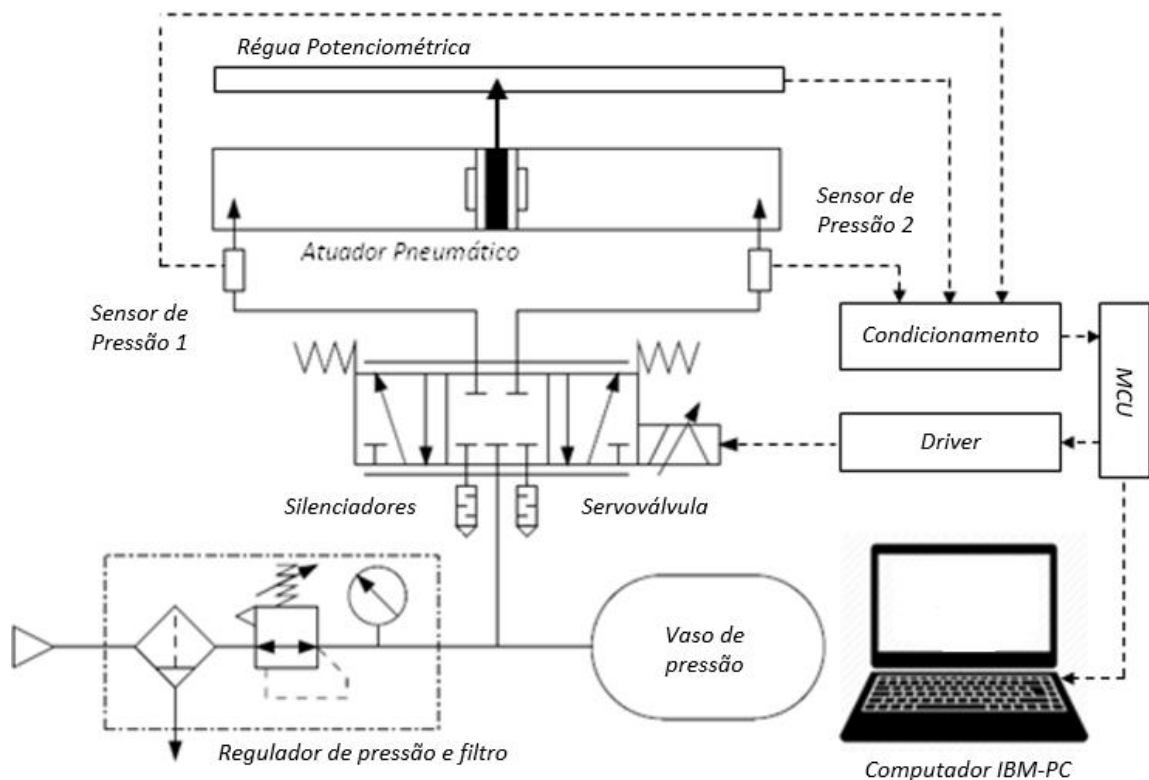 Régua Potenciométrica
Sensor de
Pressão 2
Atuador Pneumático
Sensor de
Pressão 1
Condicionamento
MCU
Driver
Silenciadores
Servoválvula
Vaso de
pressão
Regulador de pressão e filtro
Computador IBM-PC